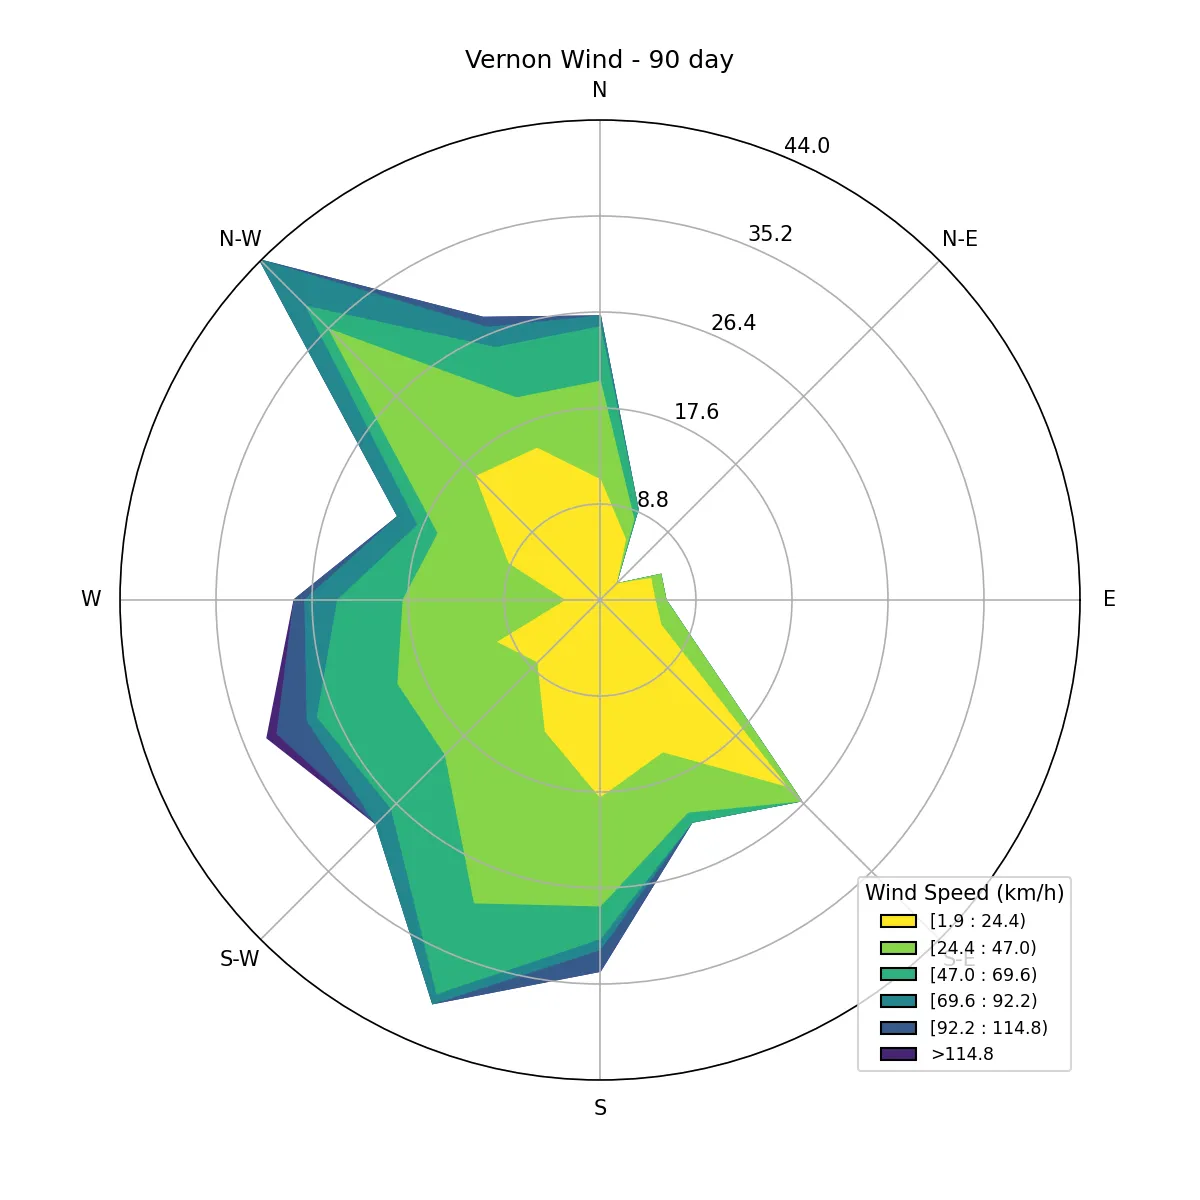 Vernon Wind - 90 day
N
44.0
N-W
35.2
N-E
26.4
17.6
8.8
W
E
S-W
S-E
S
Wind Speed (km/h)
[1.9 : 24.4)
[24.4 : 47.0)
[47.0 : 69.6)
[69.6 : 92.2)
[92.2 : 114.8)
>114.8